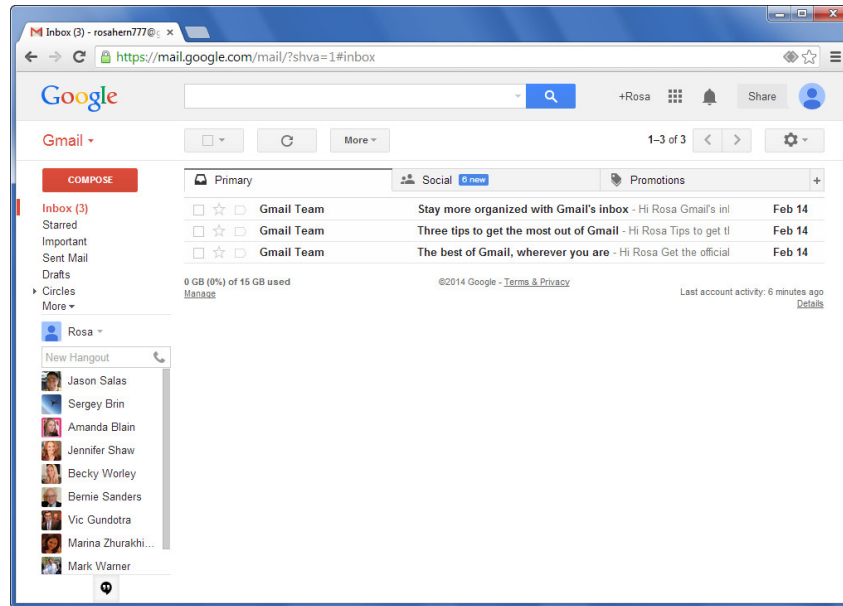 Inbox (3) - rosahern777@g
https://mail.google.com/mail/?shva=1#inbox
Google
+Rosa
Share
Gmail
More
1–3 of 3
COMPOSE
Primary
Social 6 new
Promotions
+
Inbox (3)
Starred
Important
Sent Mail
Drafts
Circles
More
Gmail Team Stay more organized with Gmail's inbox - Hi Rosa Gmail's inl Feb 14
Gmail Team Three tips to get the most out of Gmail - Hi Rosa Tips to get tl Feb 14
Gmail Team The best of Gmail, wherever you are - Hi Rosa Get the official Feb 14
0 GB (0%) of 15 GB used
Manage
©2014 Google - Terms & Privacy
Last account activity: 6 minutes ago
Details
Rosa
New Hangout
Jason Salas
Sergey Brin
Amanda Blain
Jennifer Shaw
Becky Worley
Bernie Sanders
Vic Gundotra
Marina Zhurakhi...
Mark Warner